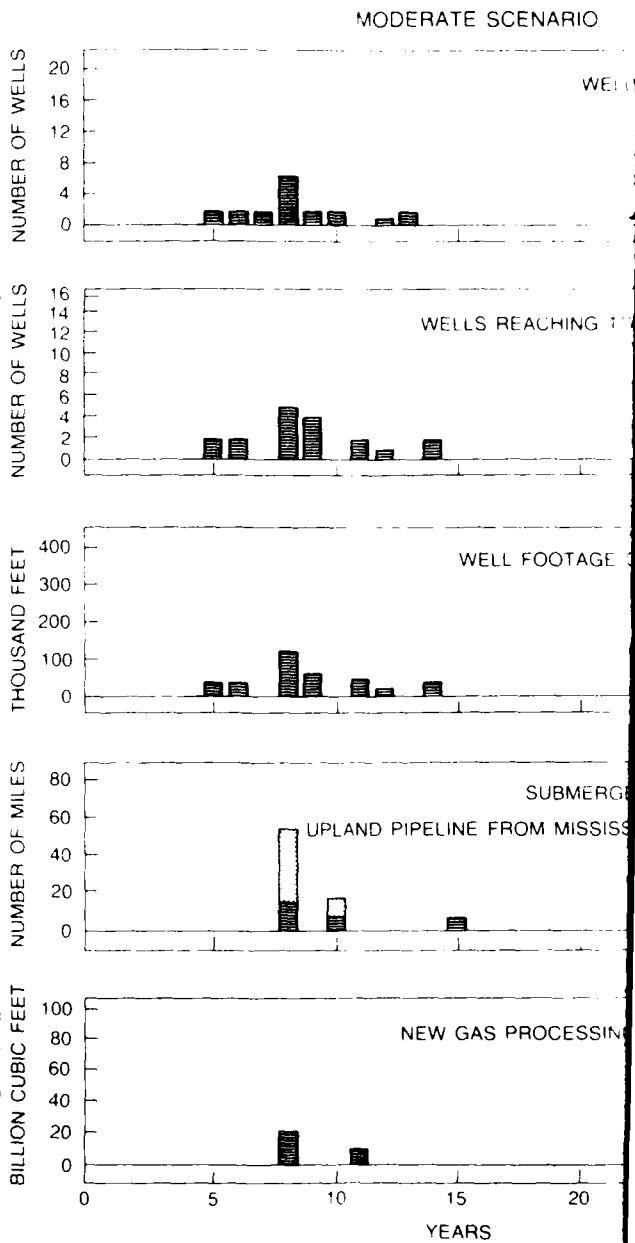 MODERATE SCENARIO
NUMBER OF WELLS
20
16
12
8
4
0
NUMBER OF WELLS
16
14
12
10
8
6
4
2
0
WELLS REACHING
THOUSAND FEET
400
300
200
100
0
WELL FOOTAGE
NUMBER OF MILES
80
60
40
20
0
SUBMERGE
UPLAND PIPELINE FROM MISSISS
BILLION CUBIC FEET
100
80
60
40
20
0
NEW GAS PROCESSING
0 5 10 15 20
YEARS